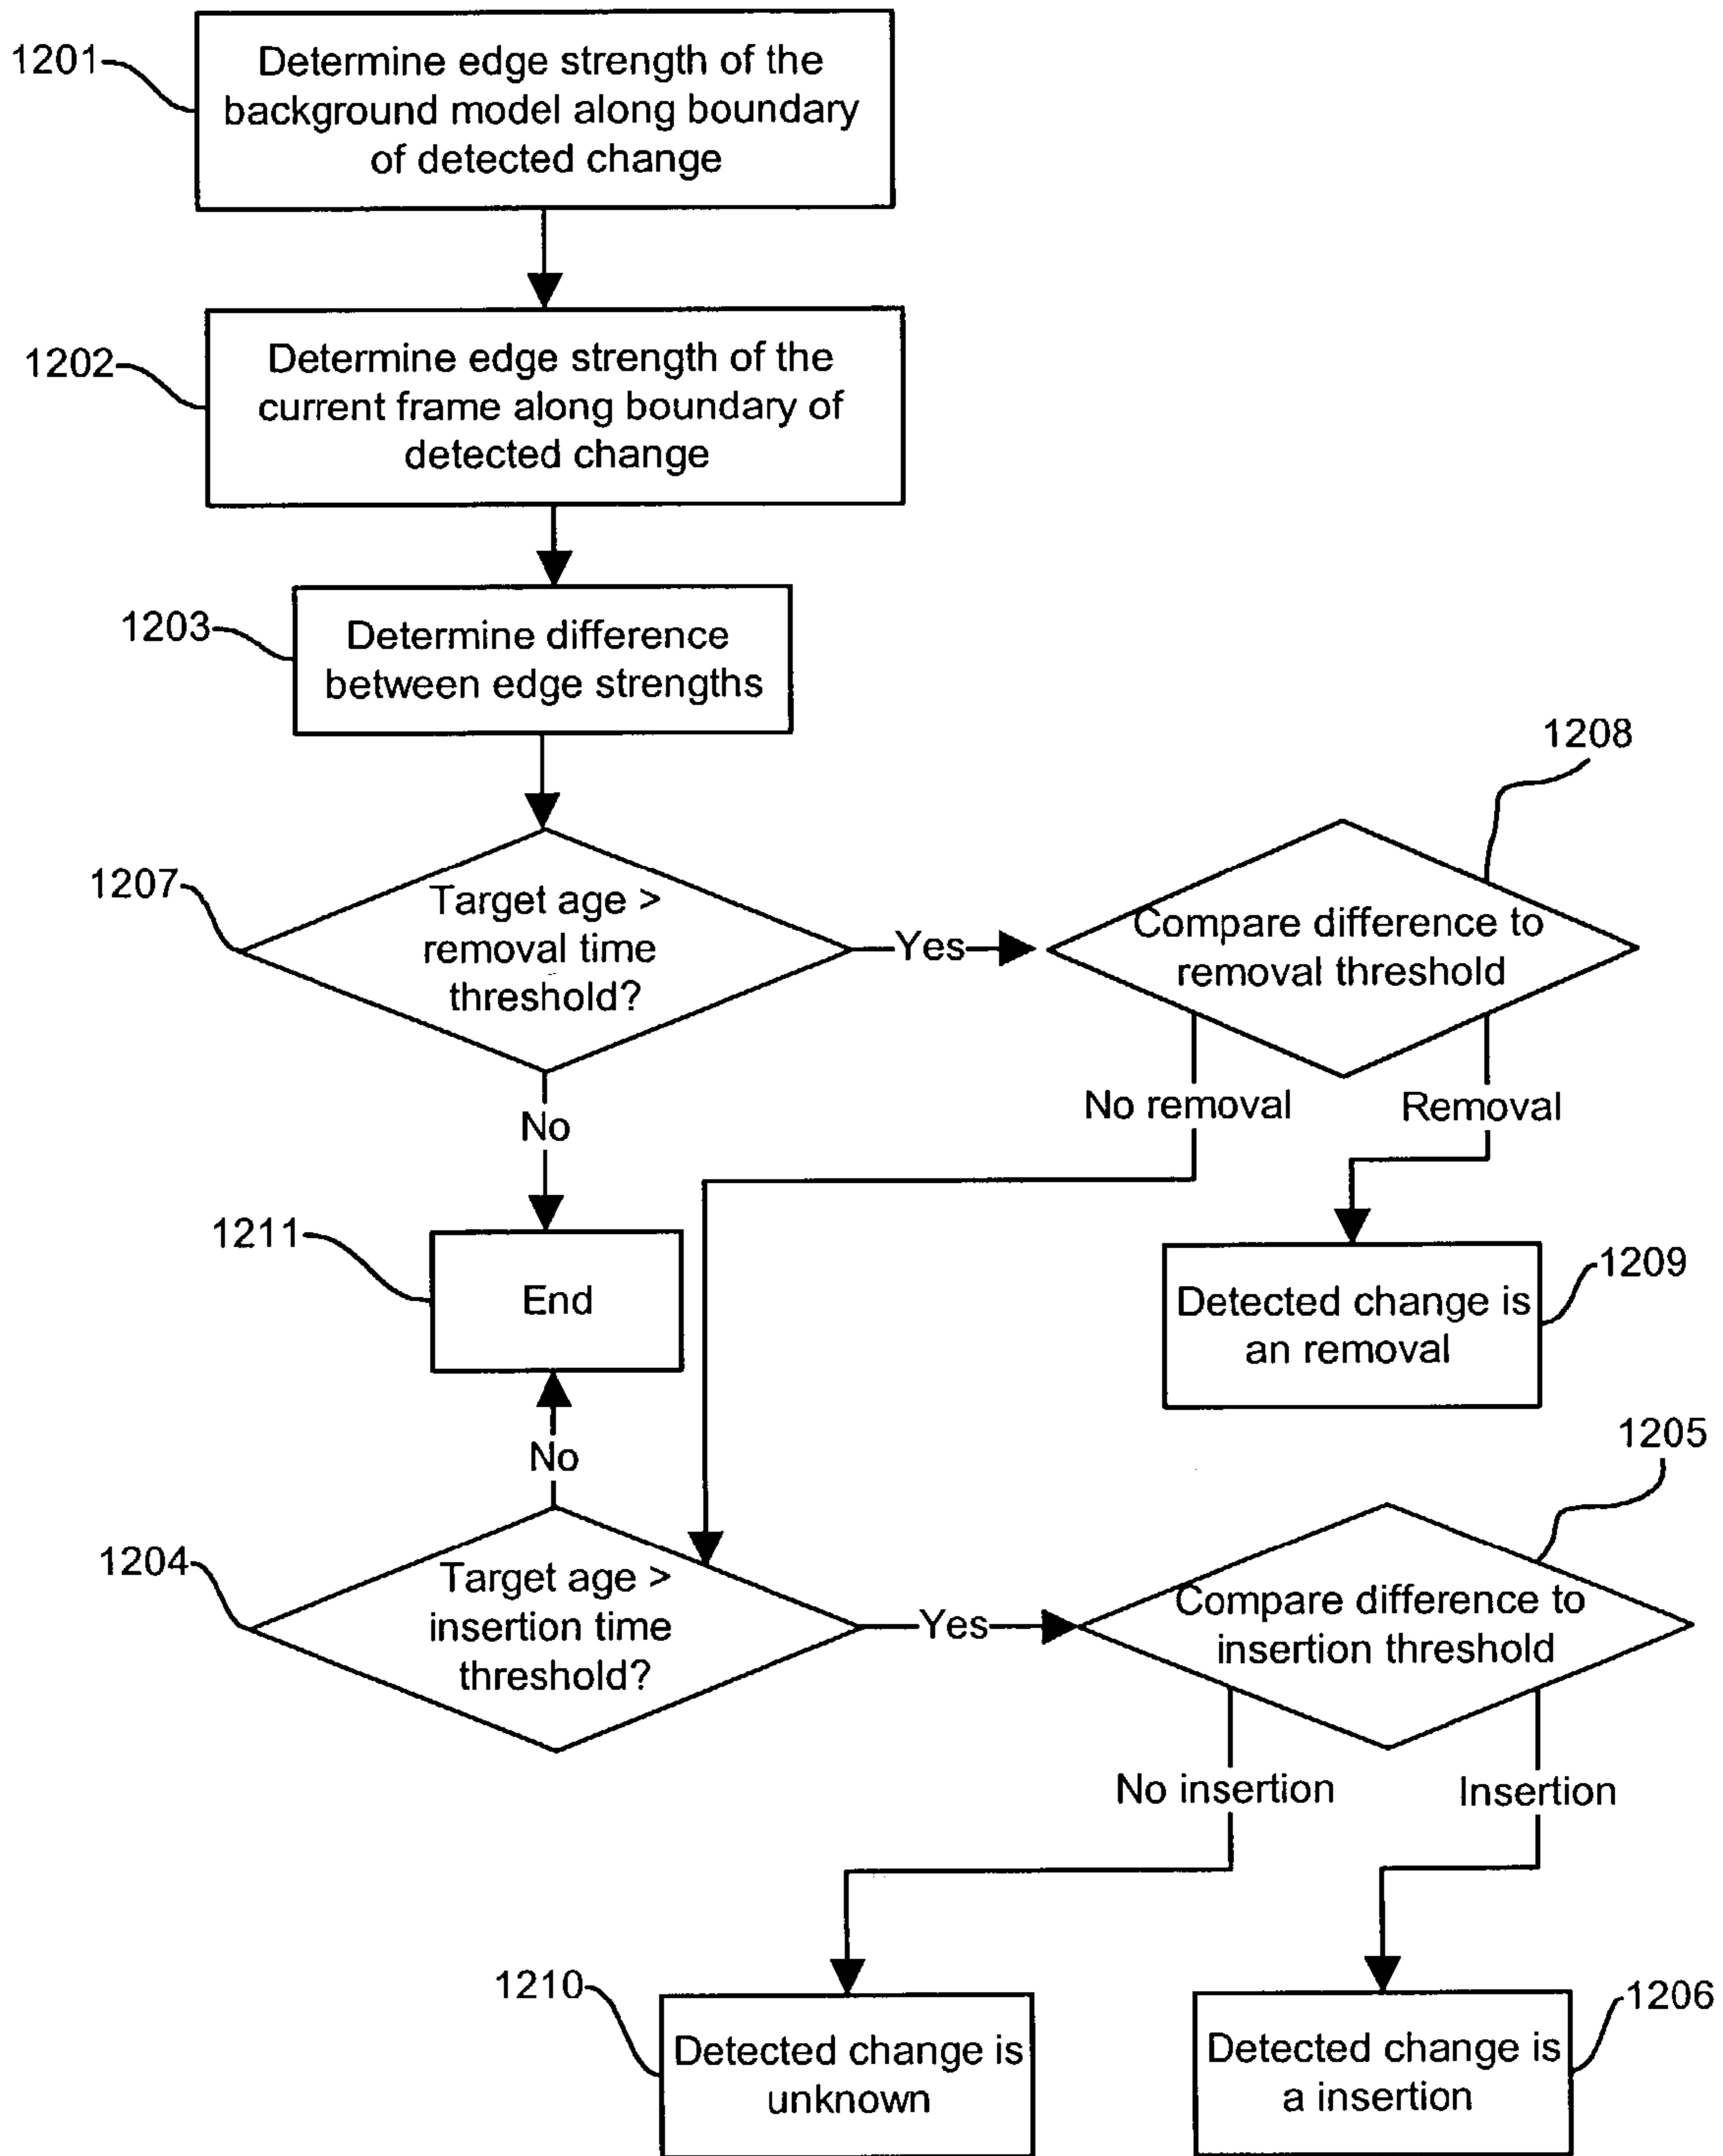 1201
Determine edge strength of the
background model along boundary
of detected change
1202
Determine edge strength of the
current frame along boundary of
detected change
1203
Determine difference
between edge strengths
1208
1207
Target age >
removal time
threshold?
Yes
Compare difference to
removal threshold
No
No removal
Removal
1211
End
1209
Detected change is
an removal
No
1205
1204
Target age >
insertion time
threshold?
Yes
Compare difference to
insertion threshold
No insertion
Insertion
1210
Detected change is
unknown
1206
Detected change is
a insertion